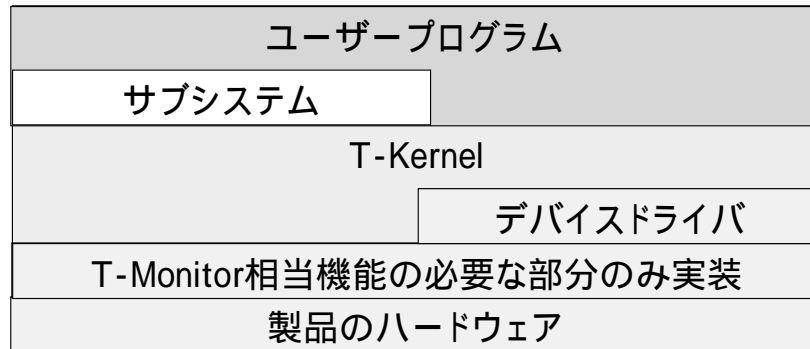 ユーザープログラム
サブシステム
T-Kernel
デバイスドライバ
T-Monitor相当機能の必要な部分のみ実装
製品のハードウェア